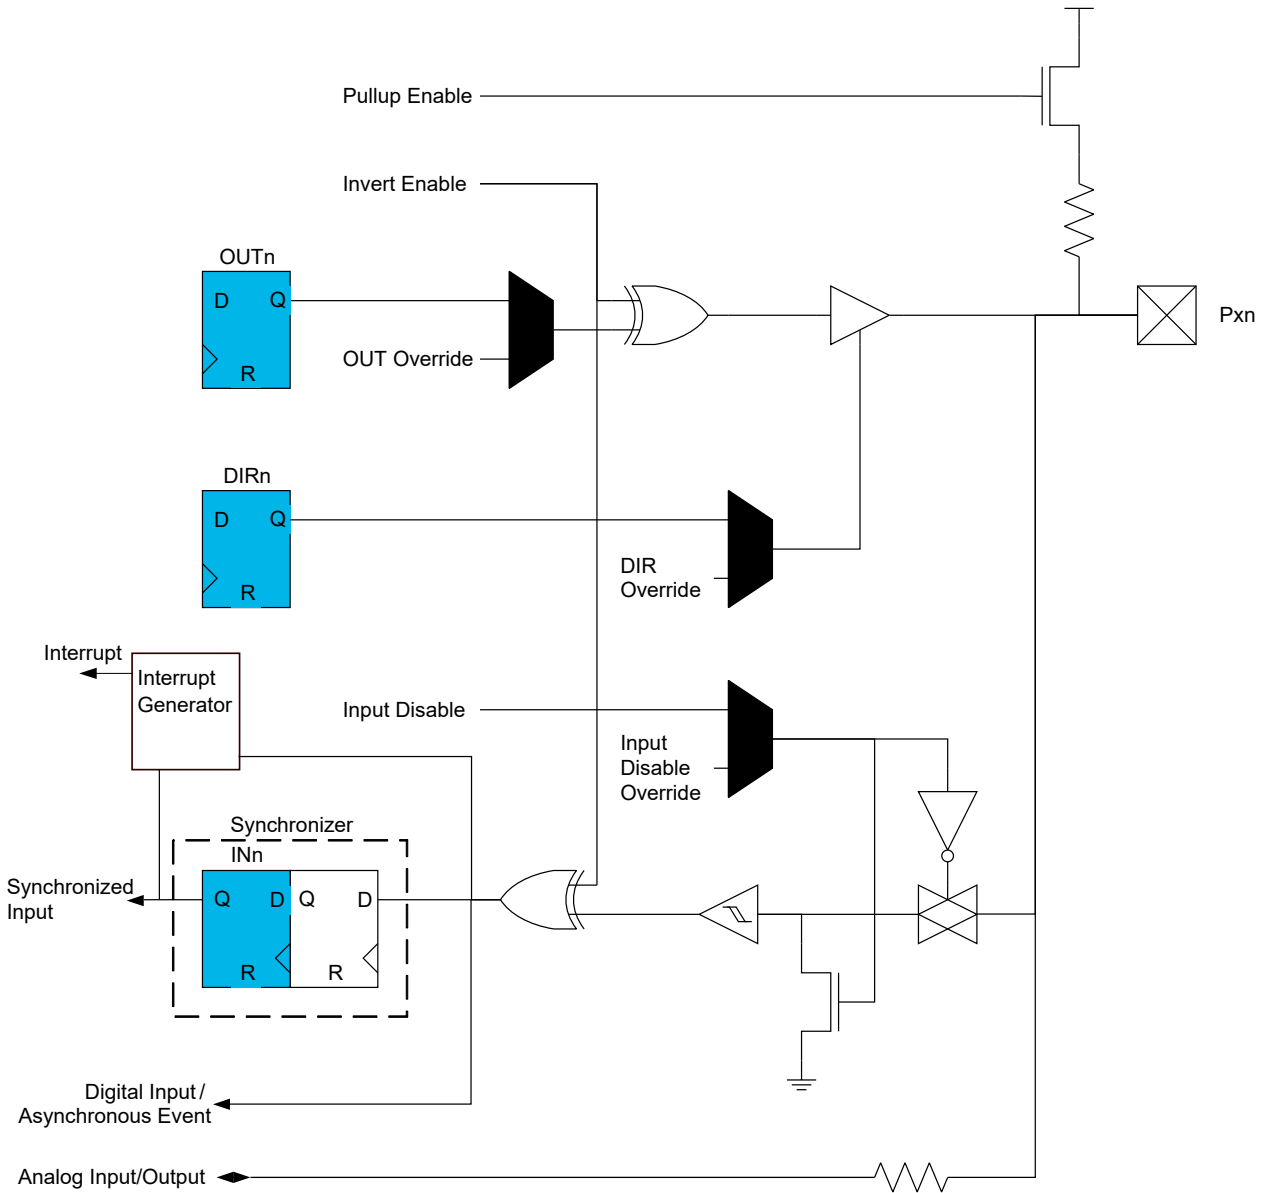 Pullup Enable
Invert Enable
OUTn
D Q
R
OUT Override
Pxn
DIRn
D Q
R
DIR
Override
Interrupt
Interrupt
Generator
Input Disable
Input
Disable
Override
Synchronizer
INn
Q D Q D
R R
Synchronized
Input
Digital Input/
Asynchronous Event
Analog Input/Output